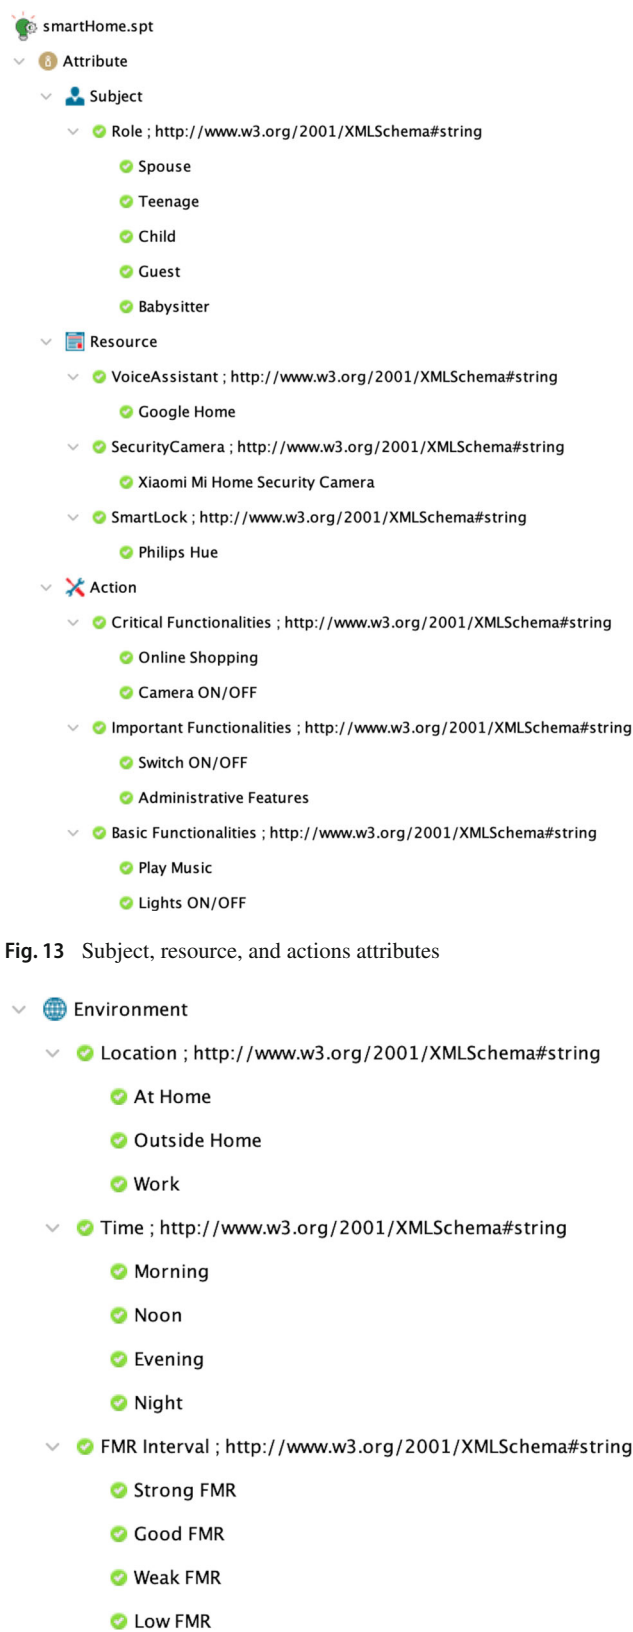 smartHome.spt
8 Attribute
Subject
Role ; http://www.w3.org/2001/XMLSchema#string
Spouse
Teenage
Child
Guest
Babysitter
Resource
VoiceAssistant ; http://www.w3.org/2001/XMLSchema#string
Google Home
SecurityCamera ; http://www.w3.org/2001/XMLSchema#string
Xiaomi Mi Home Security Camera
SmartLock ; http://www.w3.org/2001/XMLSchema#string
Philips Hue
Action
Critical Functionalities ; http://www.w3.org/2001/XMLSchema#string
Online Shopping
Camera ON/OFF
Important Functionalities ; http://www.w3.org/2001/XMLSchema#string
Switch ON/OFF
Administrative Features
Basic Functionalities ; http://www.w3.org/2001/XMLSchema#string
Play Music
Lights ON/OFF
Fig. 13 Subject, resource, and actions attributes
Environment
Location ; http://www.w3.org/2001/XMLSchema#string
At Home
Outside Home
Work
Time ; http://www.w3.org/2001/XMLSchema#string
Morning
Noon
Evening
Night
FMR Interval ; http://www.w3.org/2001/XMLSchema#string
Strong FMR
Good FMR
Weak FMR
Low FMR